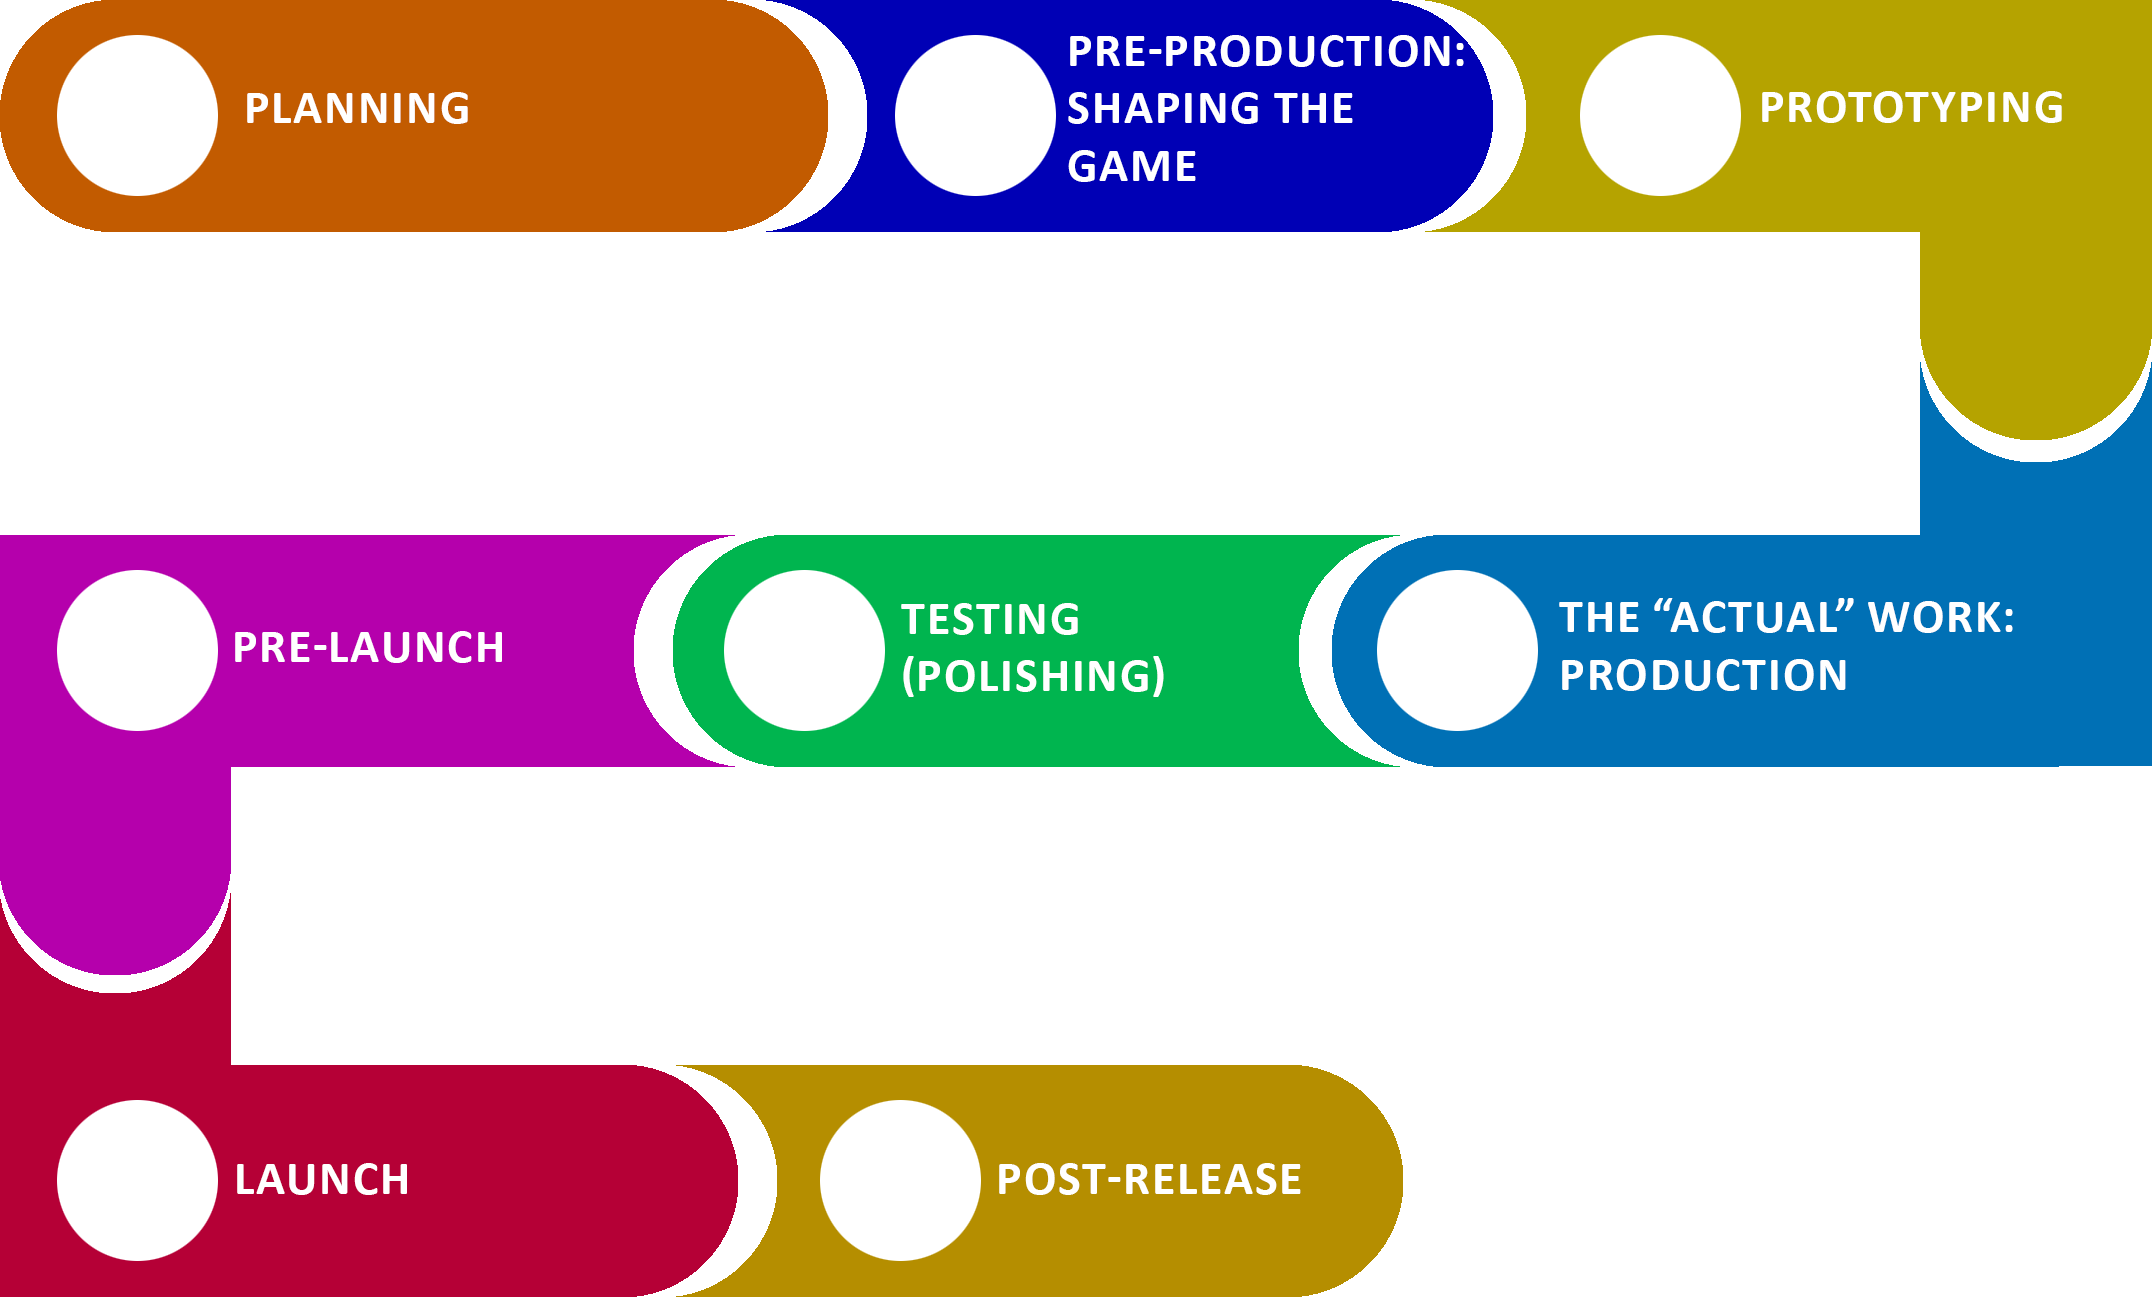 PLANNING
PRE-PRODUCTION:
SHAPING THE
GAME
PROTOTYPING
THE “ACTUAL” WORK:
PRODUCTION
TESTING
(POLISHING)
PRE-LAUNCH
LAUNCH
POST-RELEASE